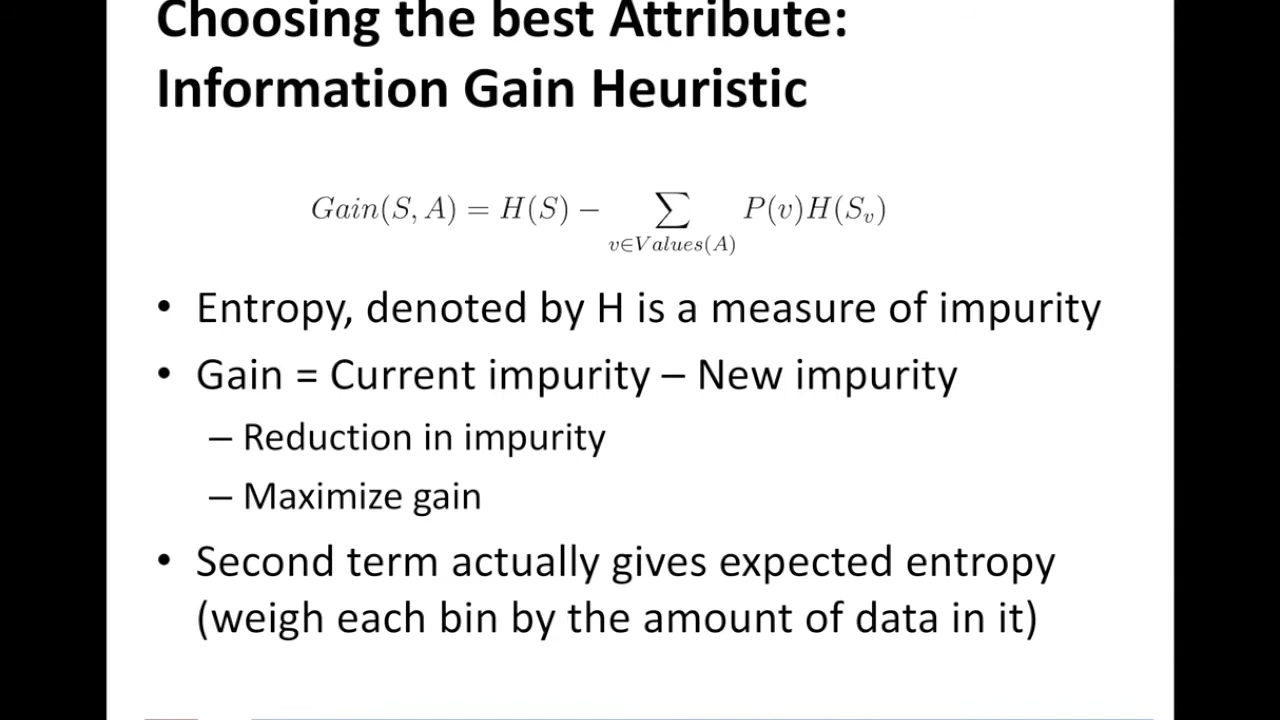 Choosing the best Attribute:
Information Gain Heuristic
Gain(S, A) = H(S) − ∑ P(v)H(Sᵥ)
v∈Values(A)
• Entropy, denoted by H is a measure of impurity
• Gain = Current impurity – New impurity
– Reduction in impurity
– Maximize gain
• Second term actually gives expected entropy
(weigh each bin by the amount of data in it)